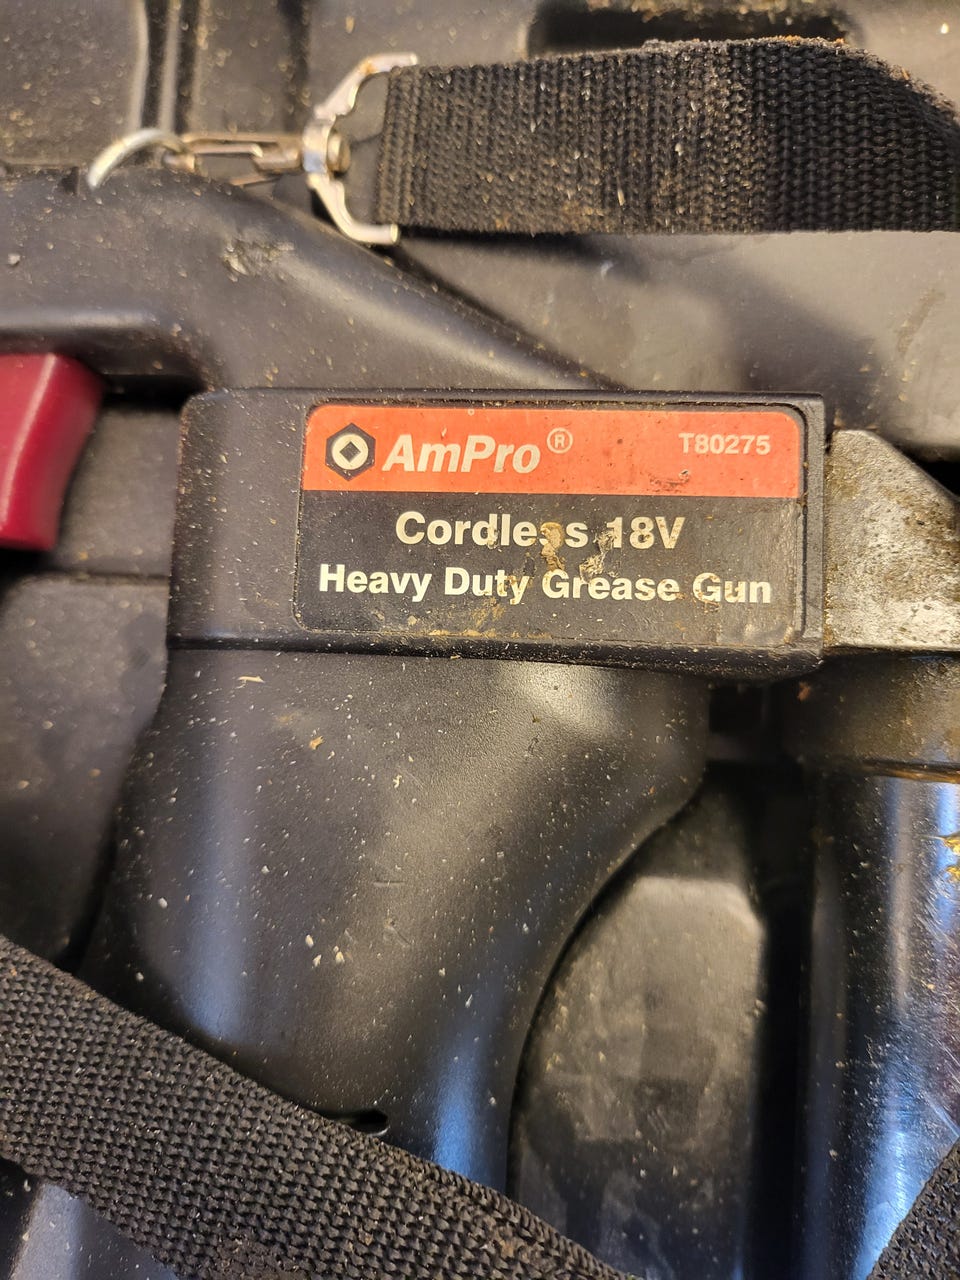 AmPro® T80275
Cordless 18V
Heavy Duty Grease Gun